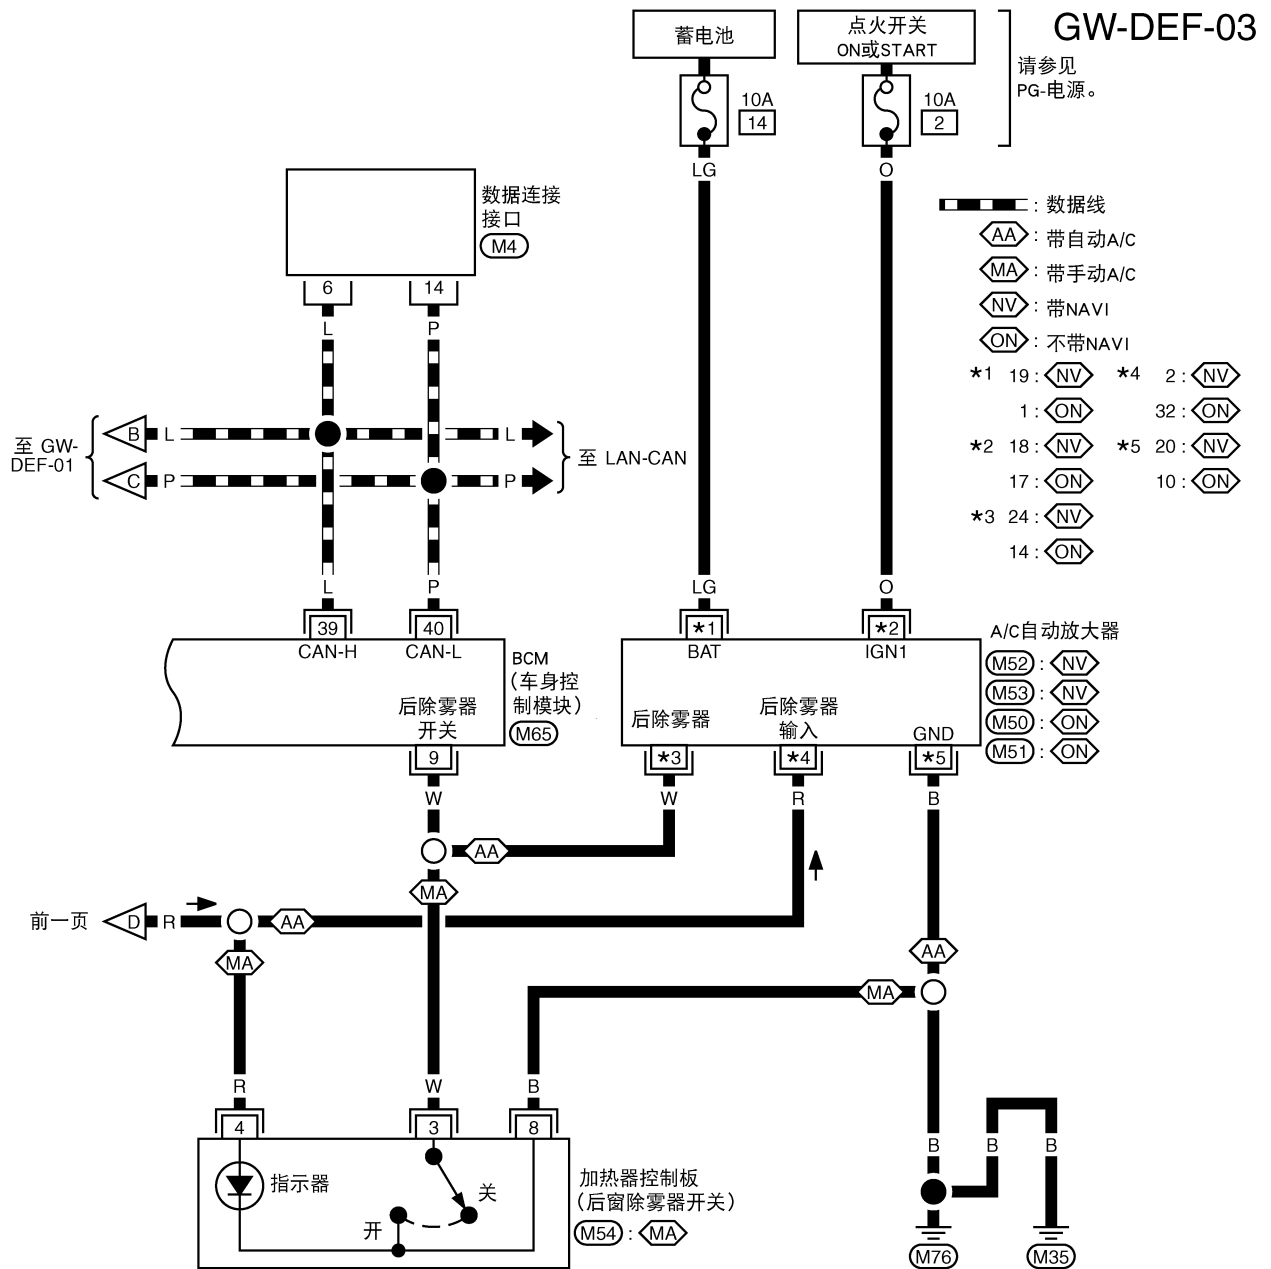 GW-DEF-03
蓄电池
点火开关
ON或START
请参见
PG-电源。
10A
14
10A
2
LG
O
数据连接
接口
M4
: 数据线
AA : 带自动A/C
MA : 带手动A/C
NV : 带NAVI
ON : 不带NAVI
6
14
L
P
*1 19 : NV
*4 2 : NV
1 : ON
32 : ON
*2 18 : NV
*5 20 : NV
17 : ON
10 : ON
*3 24 : NV
14 : ON
至 GW-
DEF-01
B L
L
C P
P
至 LAN-CAN
L
P
LG
O
39
40
*1
*2
CAN-H
CAN-L
BAT
IGN1
BCM
(车身控
制模块)
M65
后除雾器
开关
后除雾器
后除雾器
输入
GND
A/C自动放大器
M52 : NV
M53 : NV
M50 : ON
M51 : ON
9
*3
*4
*5
W
W
R
B
AA
MA
前一页
D R
AA
MA
AA
MA
R
W
B
4
3
8
指示器
关
开
加热器控制板
(后窗除雾器开关)
M54 : MA
B
B
B
M76
M35